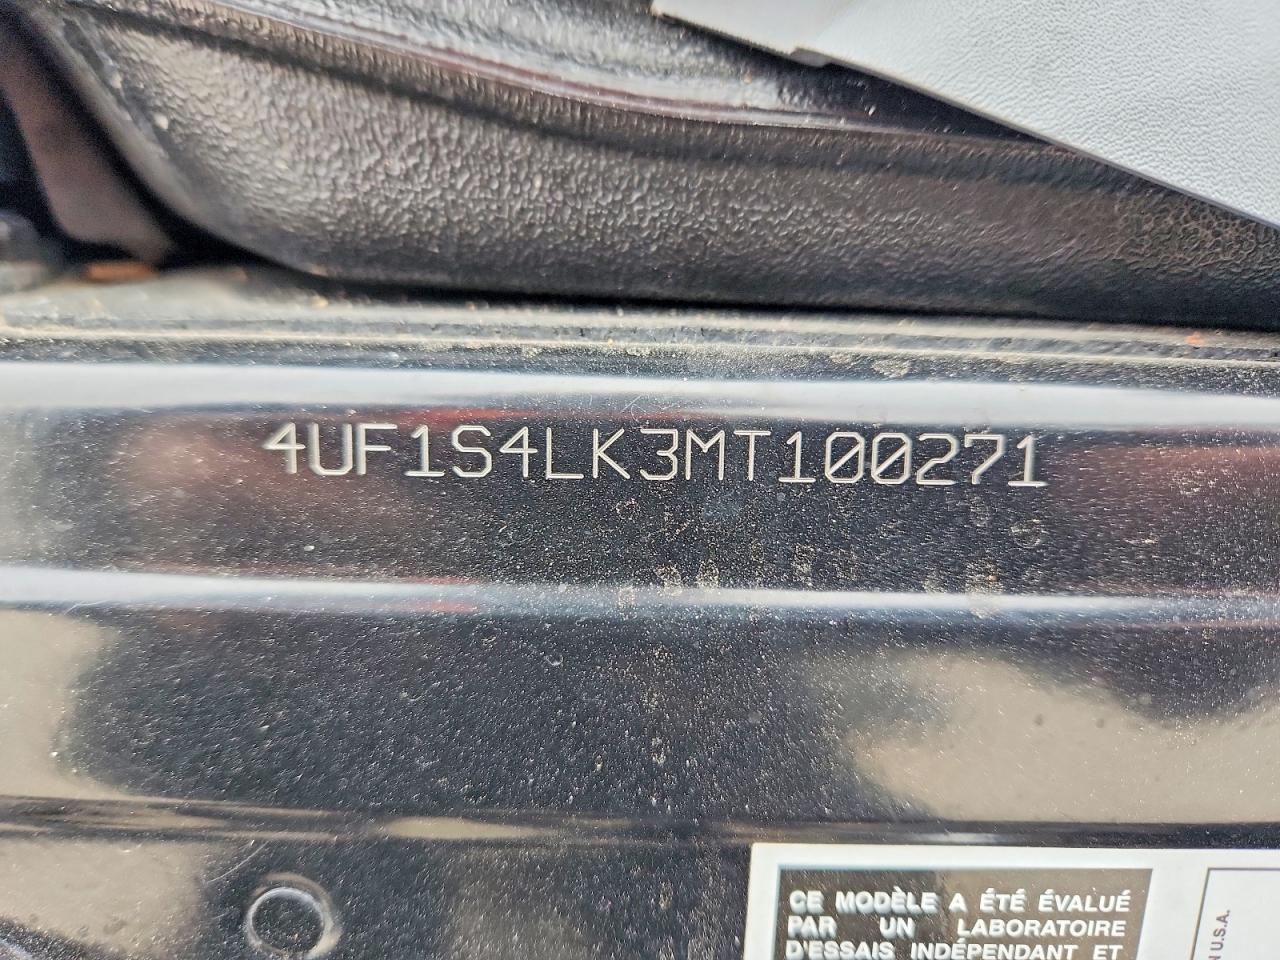 4UF1S4LK3MT100271
CE MODÈLE A ÉTÉ ÉVALUÉ
PAR UN LABORATOIRE
D'ESSAIS INDÉPENDANT ET
N U.S.A.